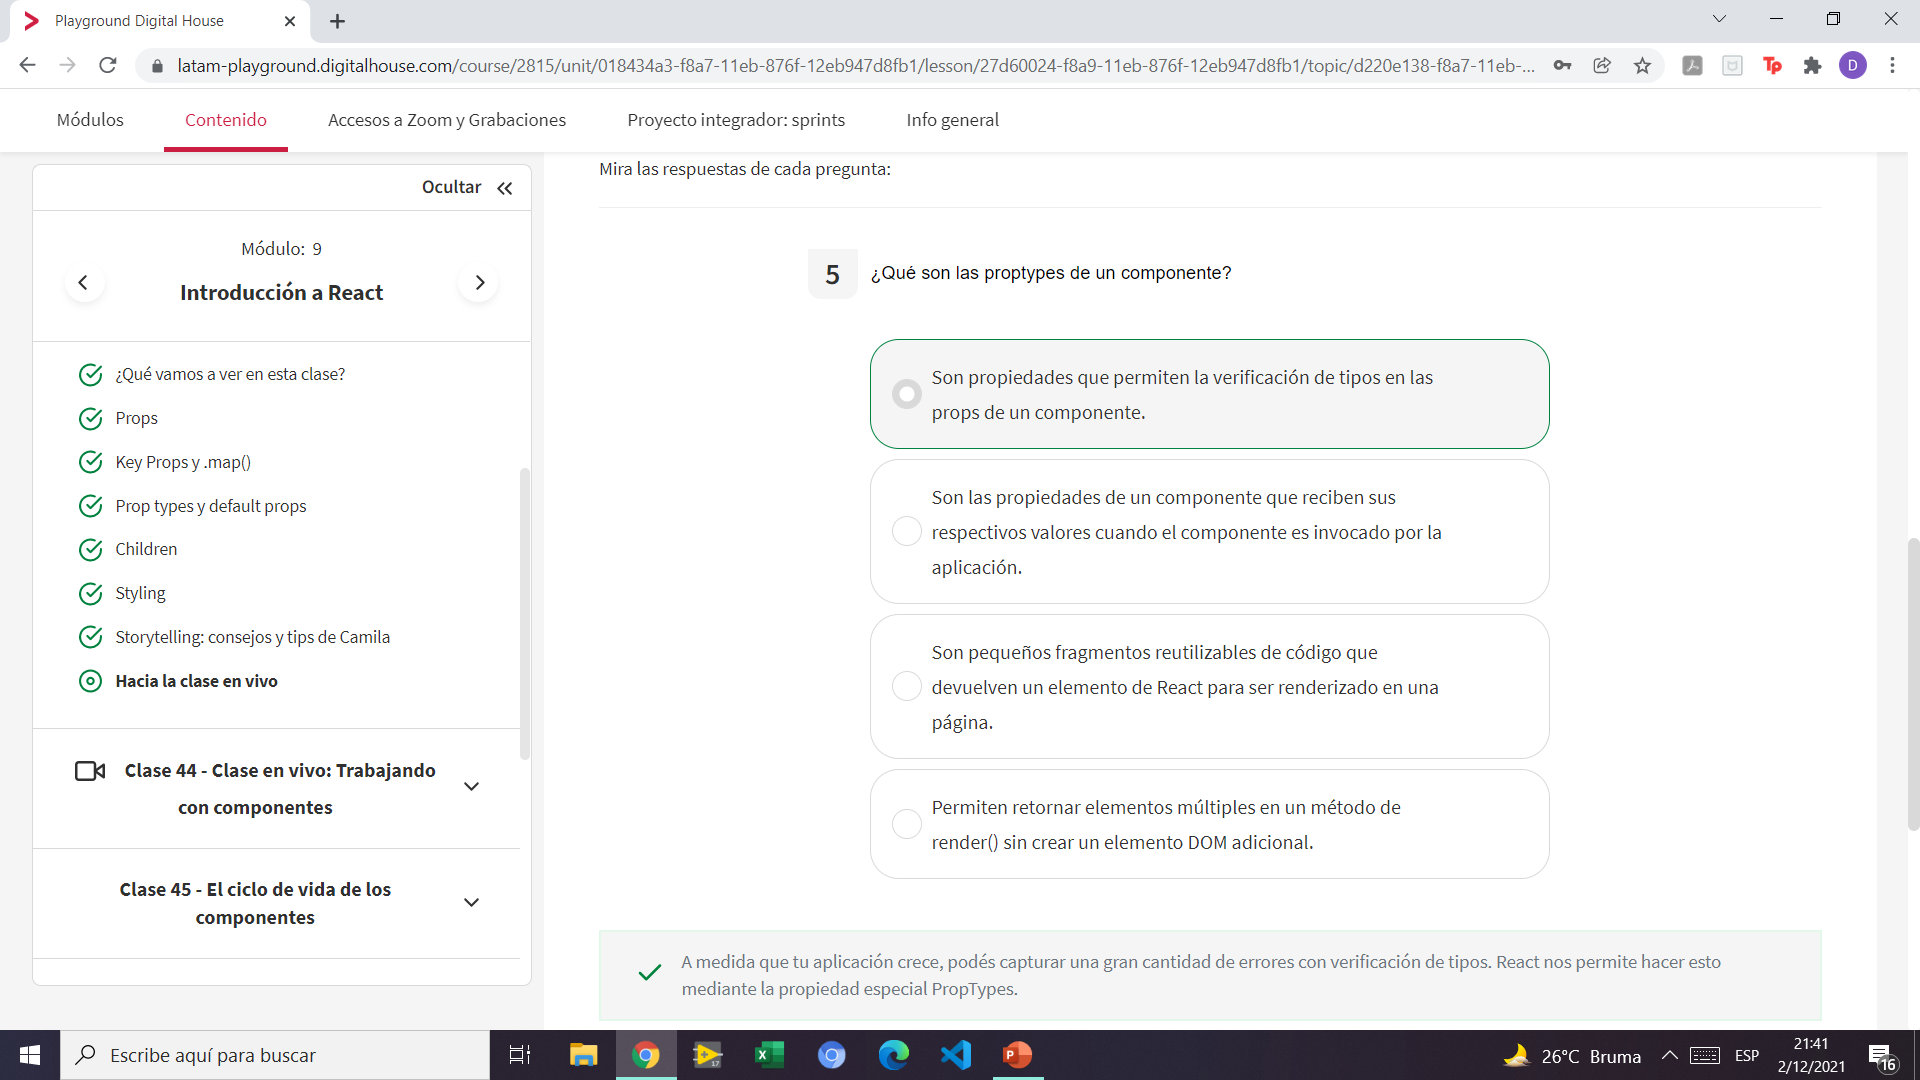 Playground Digital House
latam-playground.digitalhouse.com/course/2815/unit/018434a3-f8a7-11eb-876f-12eb947d8fb1/lesson/27d60024-f8a9-11eb-876f-12eb947d8fb1/topic/d220e138-f8a7-11eb-...
D
Módulos
Contenido
Accesos a Zoom y Grabaciones
Proyecto integrador: sprints
Info general
Ocultar
Módulo: 9
Introducción a React
¿Qué vamos a ver en esta clase?
Props
Key Props y .map()
Prop types y default props
Children
Styling
Storytelling: consejos y tips de Camila
Hacia la clase en vivo
Clase 44 - Clase en vivo: Trabajando
con componentes
Clase 45 - El ciclo de vida de los
componentes
Mira las respuestas de cada pregunta:
5 ¿Qué son las proptypes de un componente?
Son propiedades que permiten la verificación de tipos en las
props de un componente.
Son las propiedades de un componente que reciben sus
respectivos valores cuando el componente es invocado por la
aplicación.
Son pequeños fragmentos reutilizables de código que
devuelven un elemento de React para ser renderizado en una
página.
Permiten retornar elementos múltiples en un método de
render() sin crear un elemento DOM adicional.
A medida que tu aplicación crece, podés capturar una gran cantidad de errores con verificación de tipos. React nos permite hacer esto
mediante la propiedad especial PropTypes.
Escribe aquí para buscar
26°C Bruma
ESP
21:41
2/12/2021
16